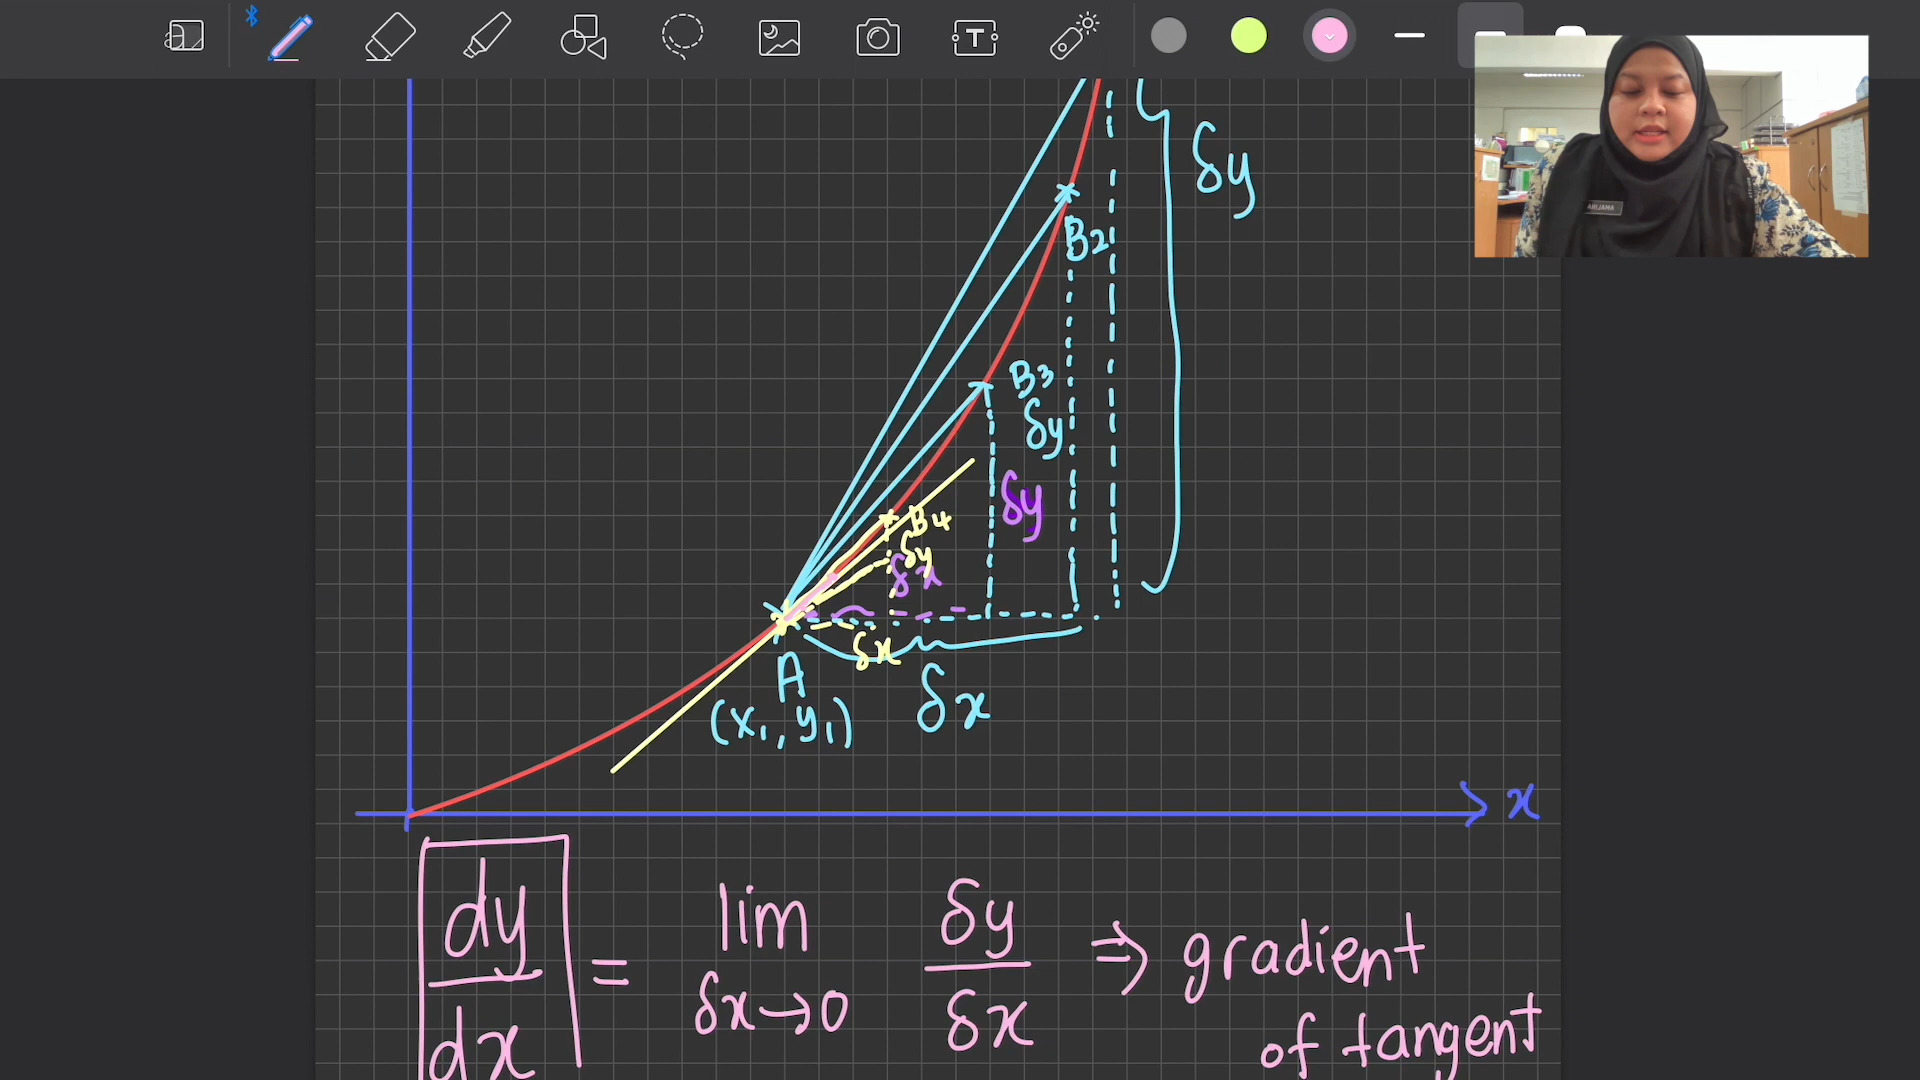 T
ARIJAMA
δy
B2
B3
δy
δy
B4
δy
δx
δx
A
δx
(x₁, y₁)
x
dy/dx = lim δx→0 δy/δx ⇒ gradient
of tangent